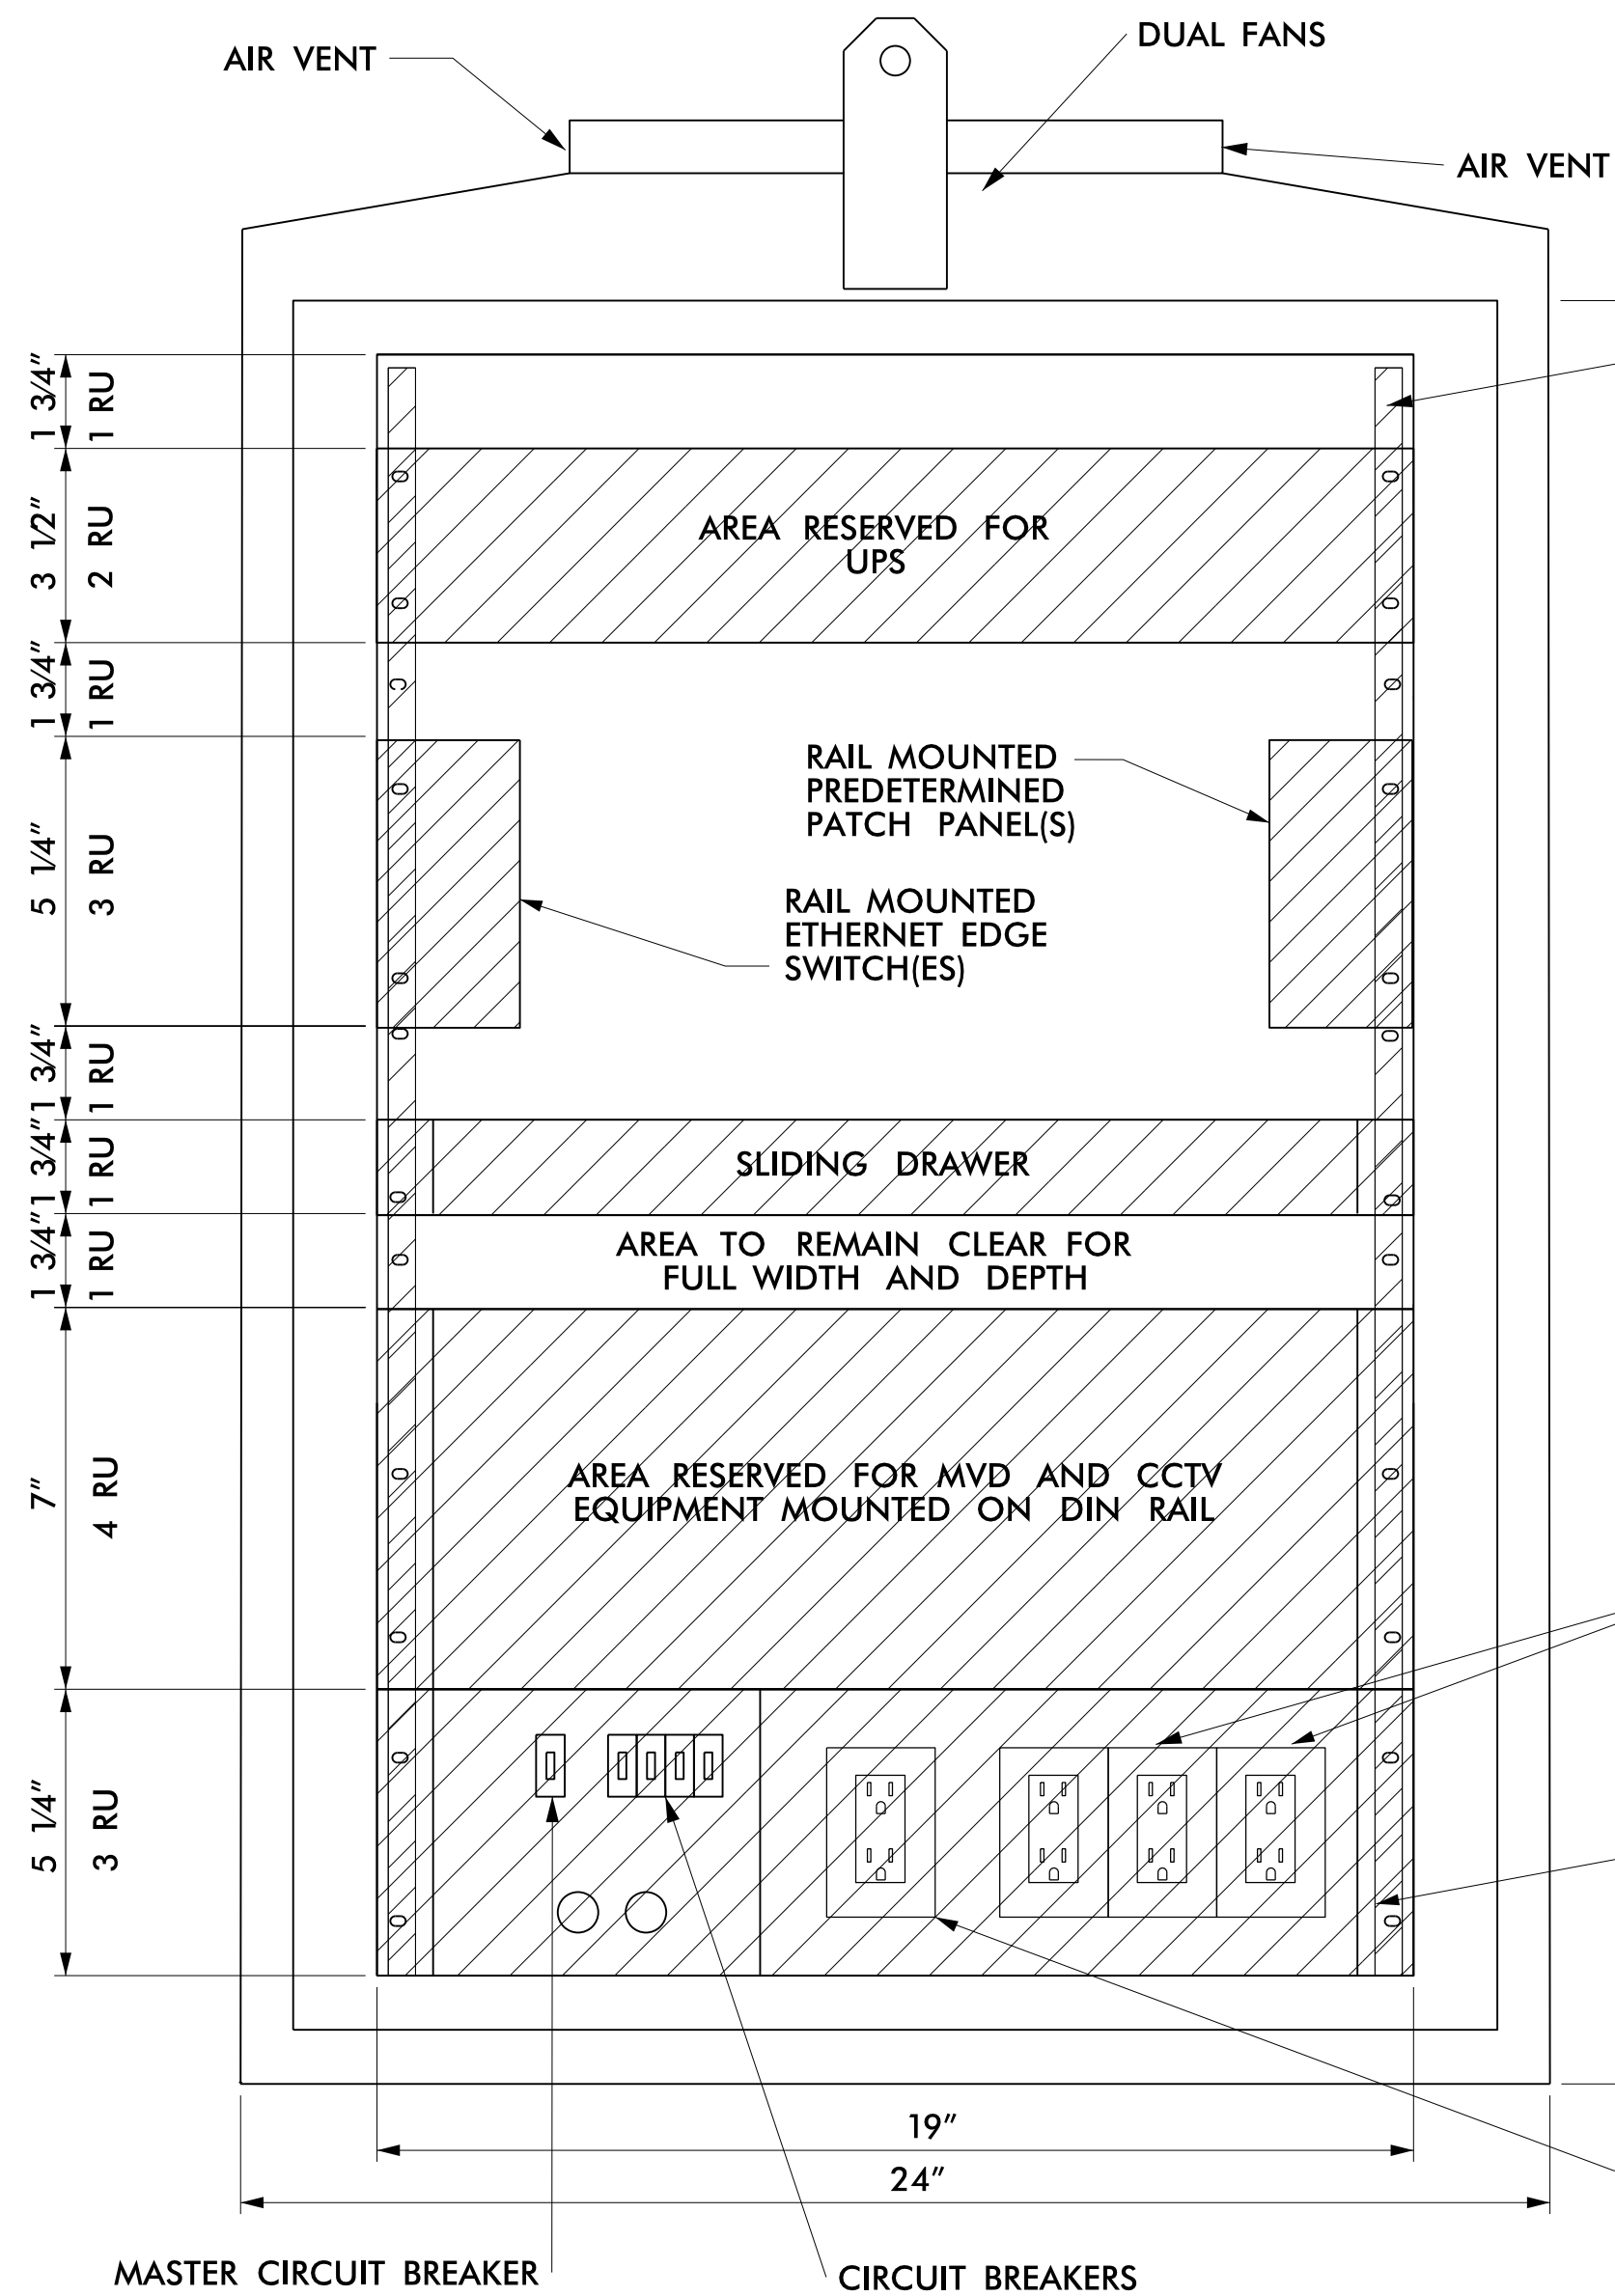 DUAL FANS
AIR VENT
AIR VENT
1 3/4"
1 RU
3 1/2"
2 RU
AREA RESERVED FOR
UPS
1 3/4"
1 RU
RAIL MOUNTED
PREDETERMINED
PATCH PANEL(S)
5 1/4"
3 RU
RAIL MOUNTED
ETHERNET EDGE
SWITCH(ES)
1 3/4"
1 RU
1 3/4"
1 RU
SLIDING DRAWER
1 3/4"
1 RU
AREA TO REMAIN CLEAR FOR
FULL WIDTH AND DEPTH
7"
4 RU
AREA RESERVED FOR MVD AND CCTV
EQUIPMENT MOUNTED ON DIN RAIL
5 1/4"
3 RU
19"
24"
MASTER CIRCUIT BREAKER
CIRCUIT BREAKERS